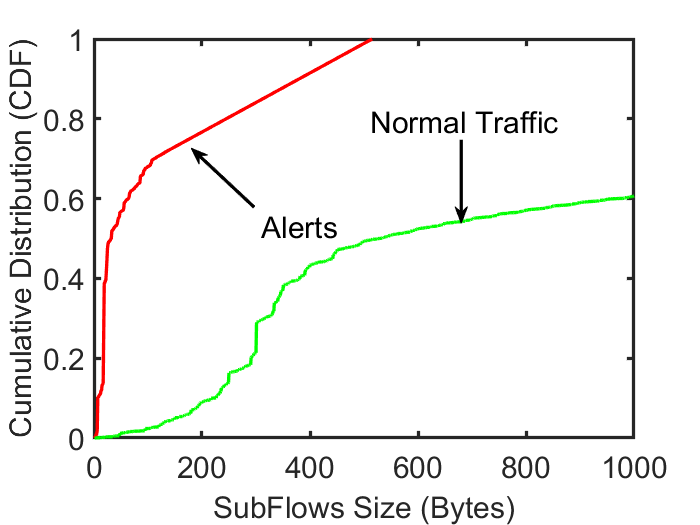 Cumulative Distribution (CDF)
1
0.8
0.6
0.4
0.2
0
Normal Traffic
Alerts
0 200 400 600 800 1000
SubFlows Size (Bytes)